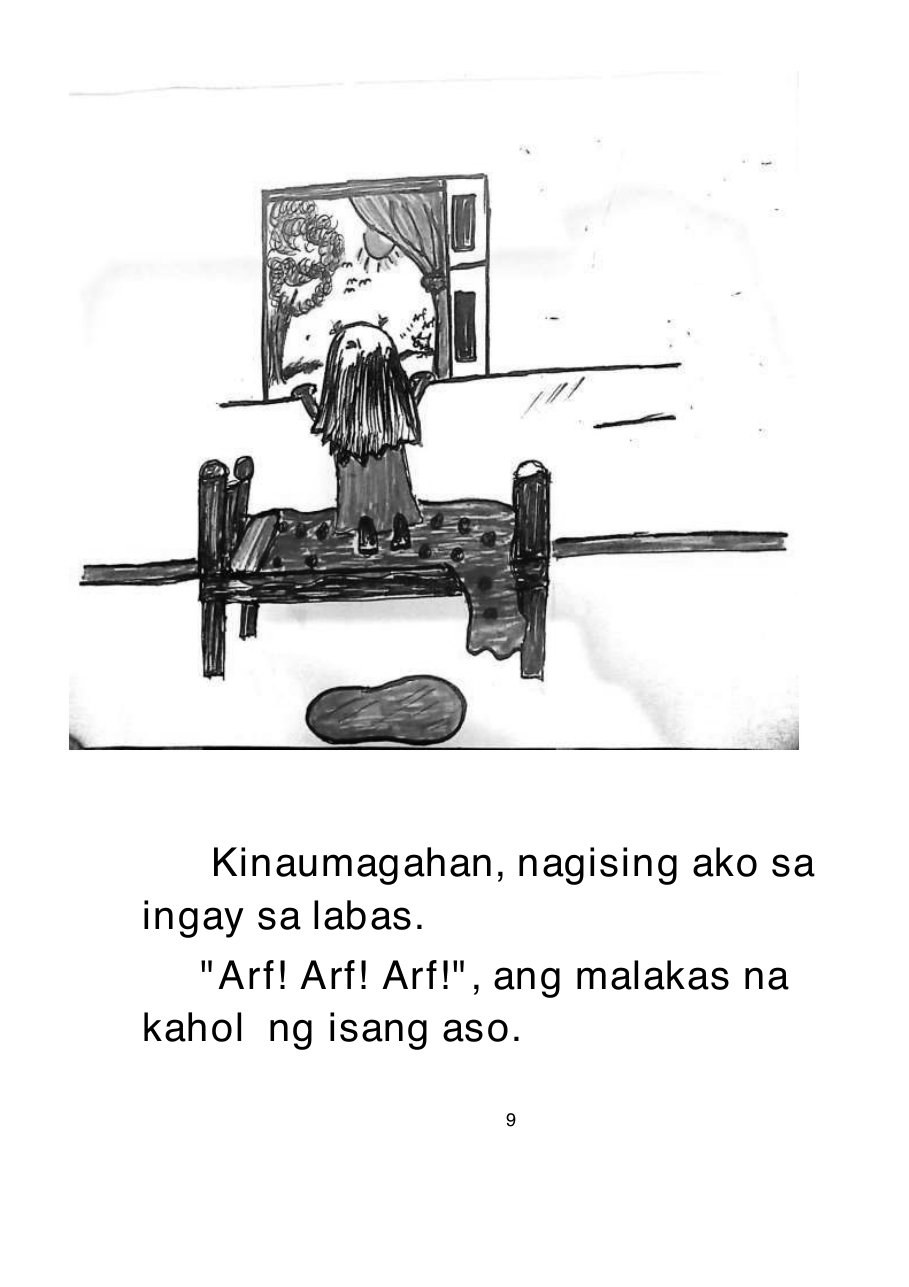 Kinaumagahan, nagising ako sa
ingay sa labas.
"Arf! Arf! Arf!", ang malakas na
kahol ng isang aso.
9